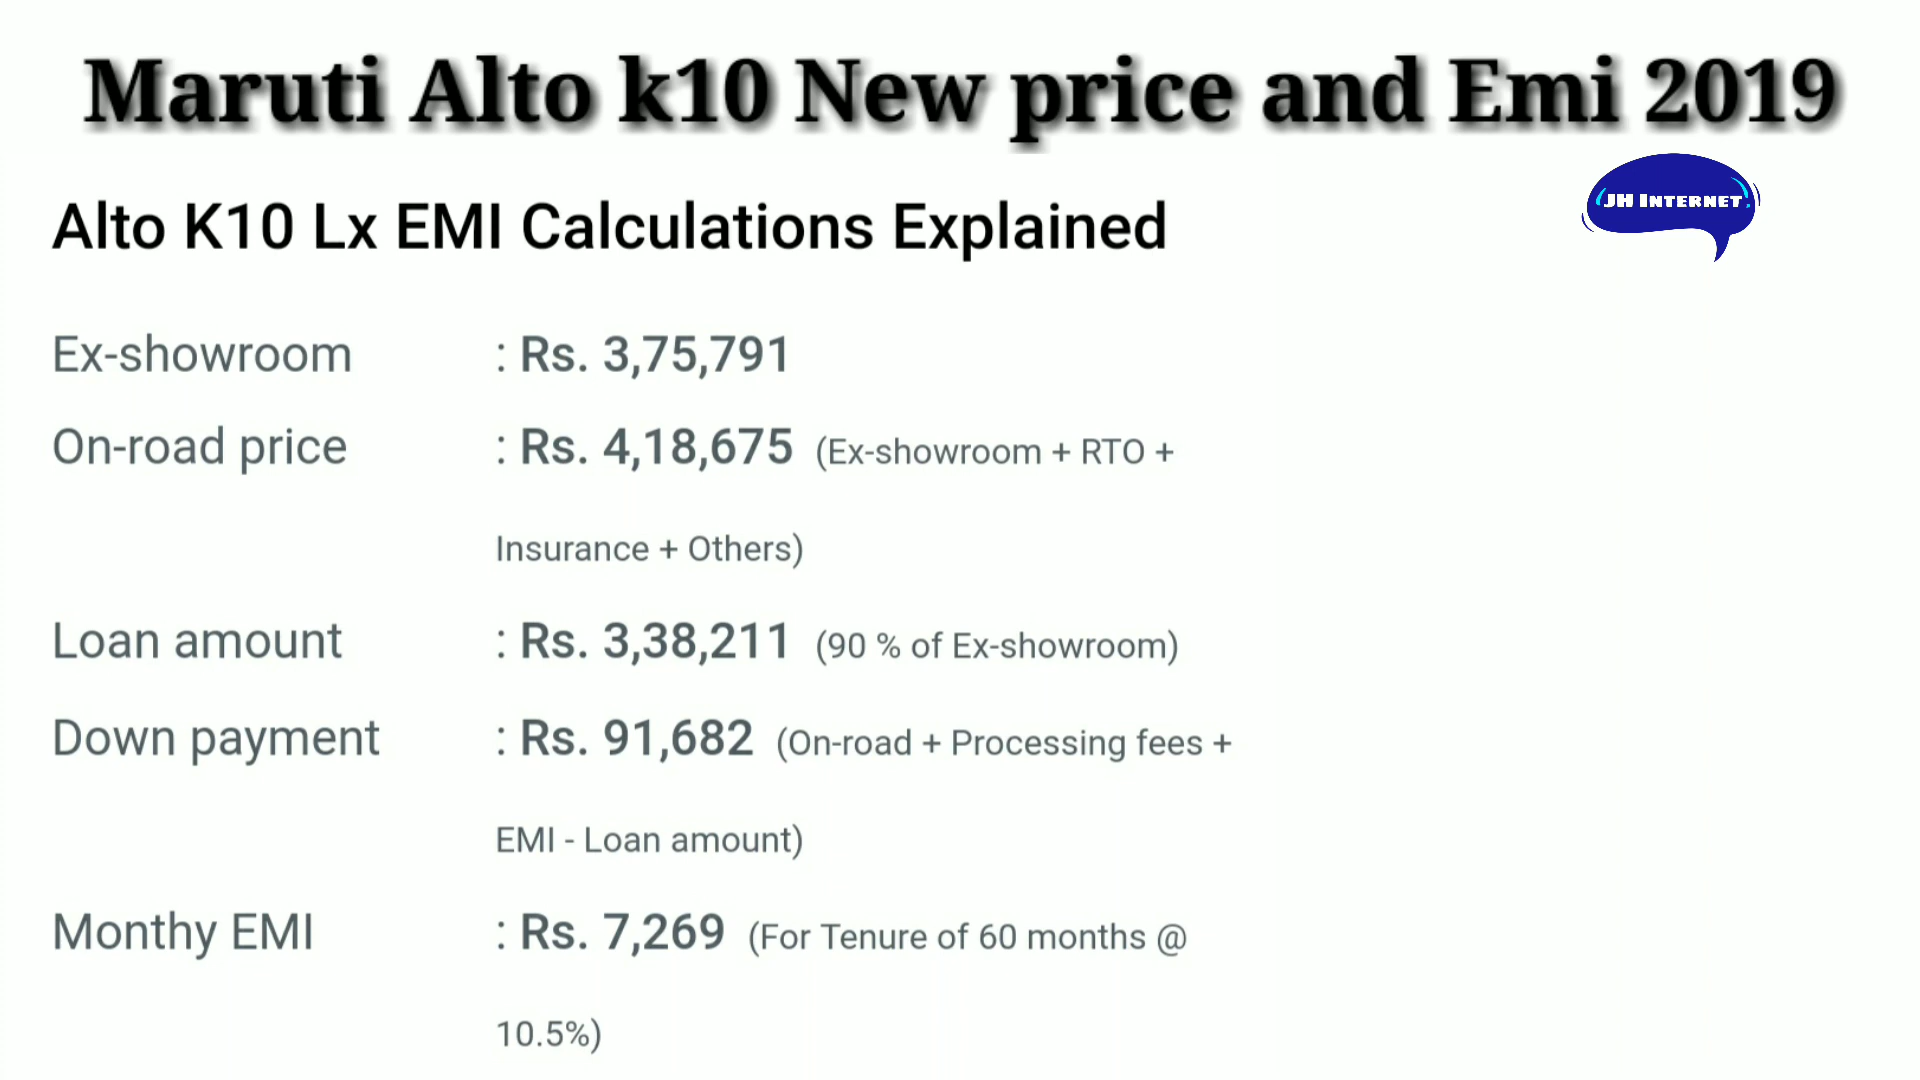 Maruti Alto k10 New price and Emi 2019
JH INTERNET
Alto K10 Lx EMI Calculations Explained
Ex-showroom : Rs. 3,75,791
On-road price : Rs. 4,18,675 (Ex-showroom + RTO +
Insurance + Others)
Loan amount : Rs. 3,38,211 (90 % of Ex-showroom)
Down payment : Rs. 91,682 (On-road + Processing fees +
EMI - Loan amount)
Monthy EMI : Rs. 7,269 (For Tenure of 60 months @
10.5%)